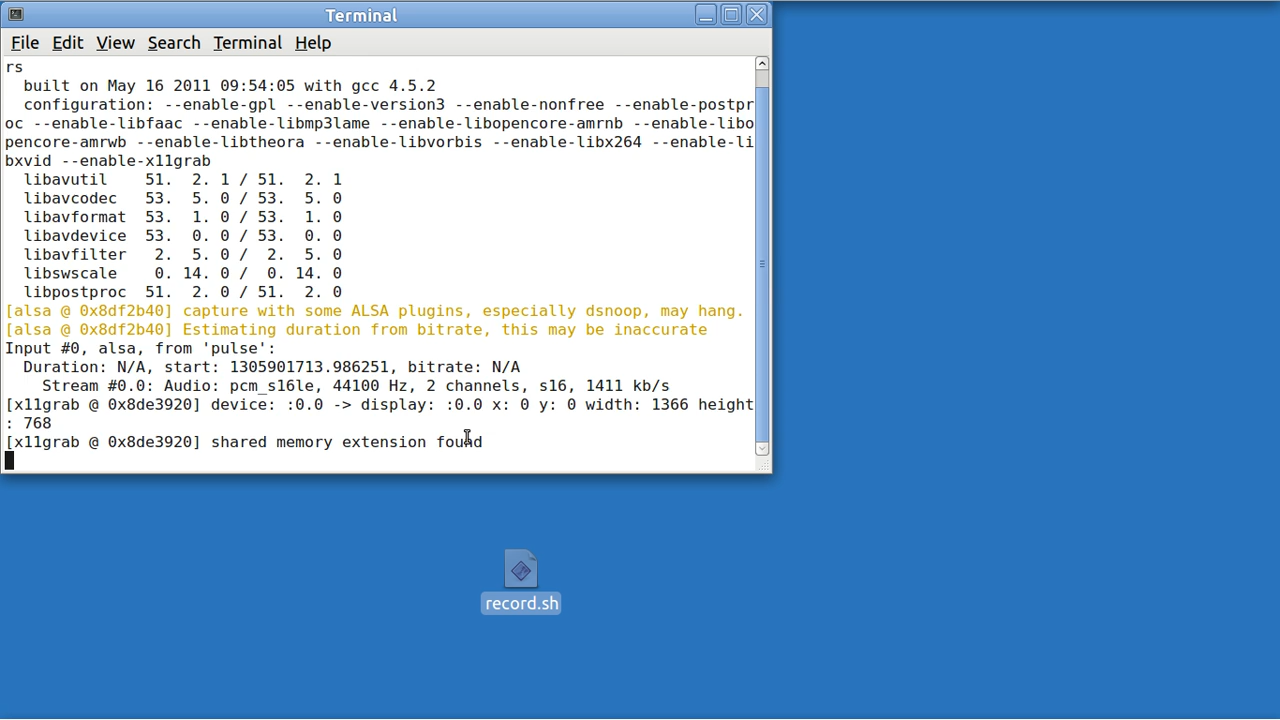 Terminal
File Edit View Search Terminal Help
rs
  built on May 16 2011 09:54:05 with gcc 4.5.2
  configuration: --enable-gpl --enable-version3 --enable-nonfree --enable-postpr
oc --enable-libfaac --enable-libmp3lame --enable-libopencore-amrnb --enable-libo
pencore-amrwb --enable-libtheora --enable-libvorbis --enable-libx264 --enable-li
bxvid --enable-x11grab
  libavutil    51.  2. 1 / 51.  2. 1
  libavcodec   53.  5. 0 / 53.  5. 0
  libavformat  53.  1. 0 / 53.  1. 0
  libavdevice  53.  0. 0 / 53.  0. 0
  libavfilter   2.  5. 0 /  2.  5. 0
  libswscale    0. 14. 0 /  0. 14. 0
  libpostproc  51.  2. 0 / 51.  2. 0
[alsa @ 0x8df2b40] capture with some ALSA plugins, especially dsnoop, may hang.
[alsa @ 0x8df2b40] Estimating duration from bitrate, this may be inaccurate
Input #0, alsa, from 'pulse':
  Duration: N/A, start: 1305901713.986251, bitrate: N/A
    Stream #0.0: Audio: pcm_s16le, 44100 Hz, 2 channels, s16, 1411 kb/s
[x11grab @ 0x8de3920] device: :0.0 -> display: :0.0 x: 0 y: 0 width: 1366 height
: 768
[x11grab @ 0x8de3920] shared memory extension found
record.sh